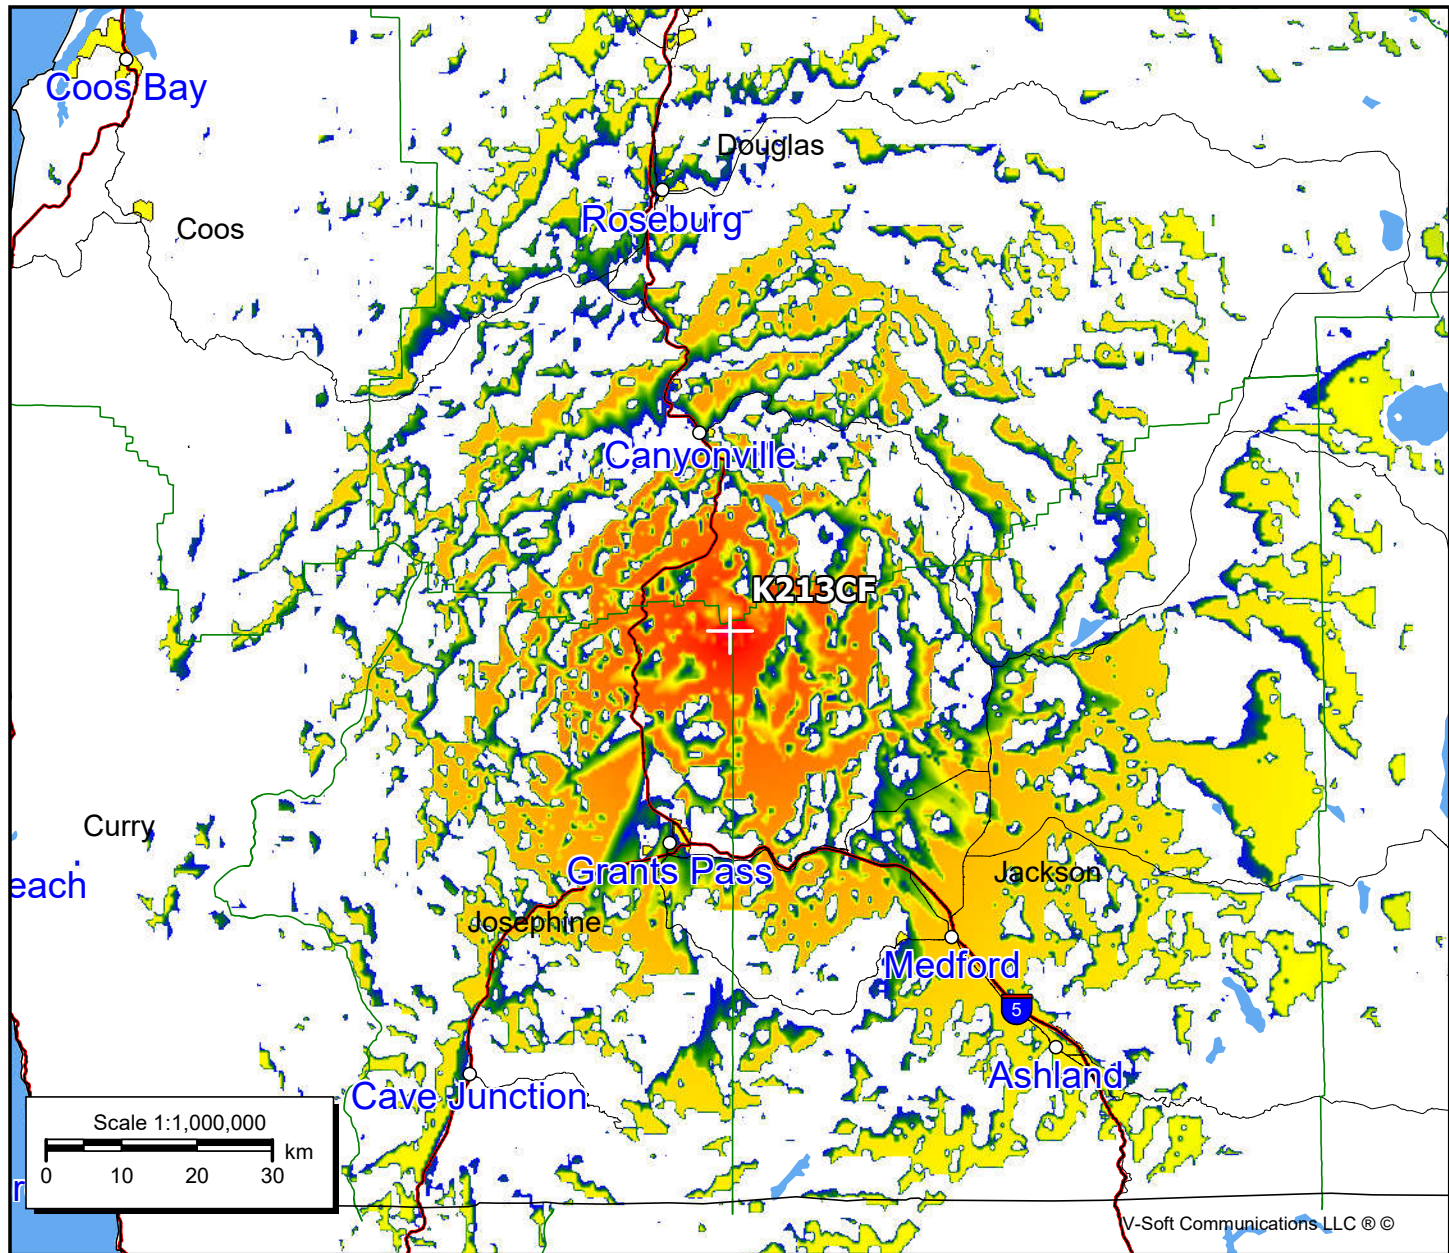 Coos Bay
Douglas
Roseburg
Coos
Canyonville
K213CF
Curry
Grants Pass
Jackson
each
Josephine
Medford
5
Ashland
Cave Junction
Scale 1:1,000,000
km
0 10 20 30
r
V-Soft Communications LLC ® ©